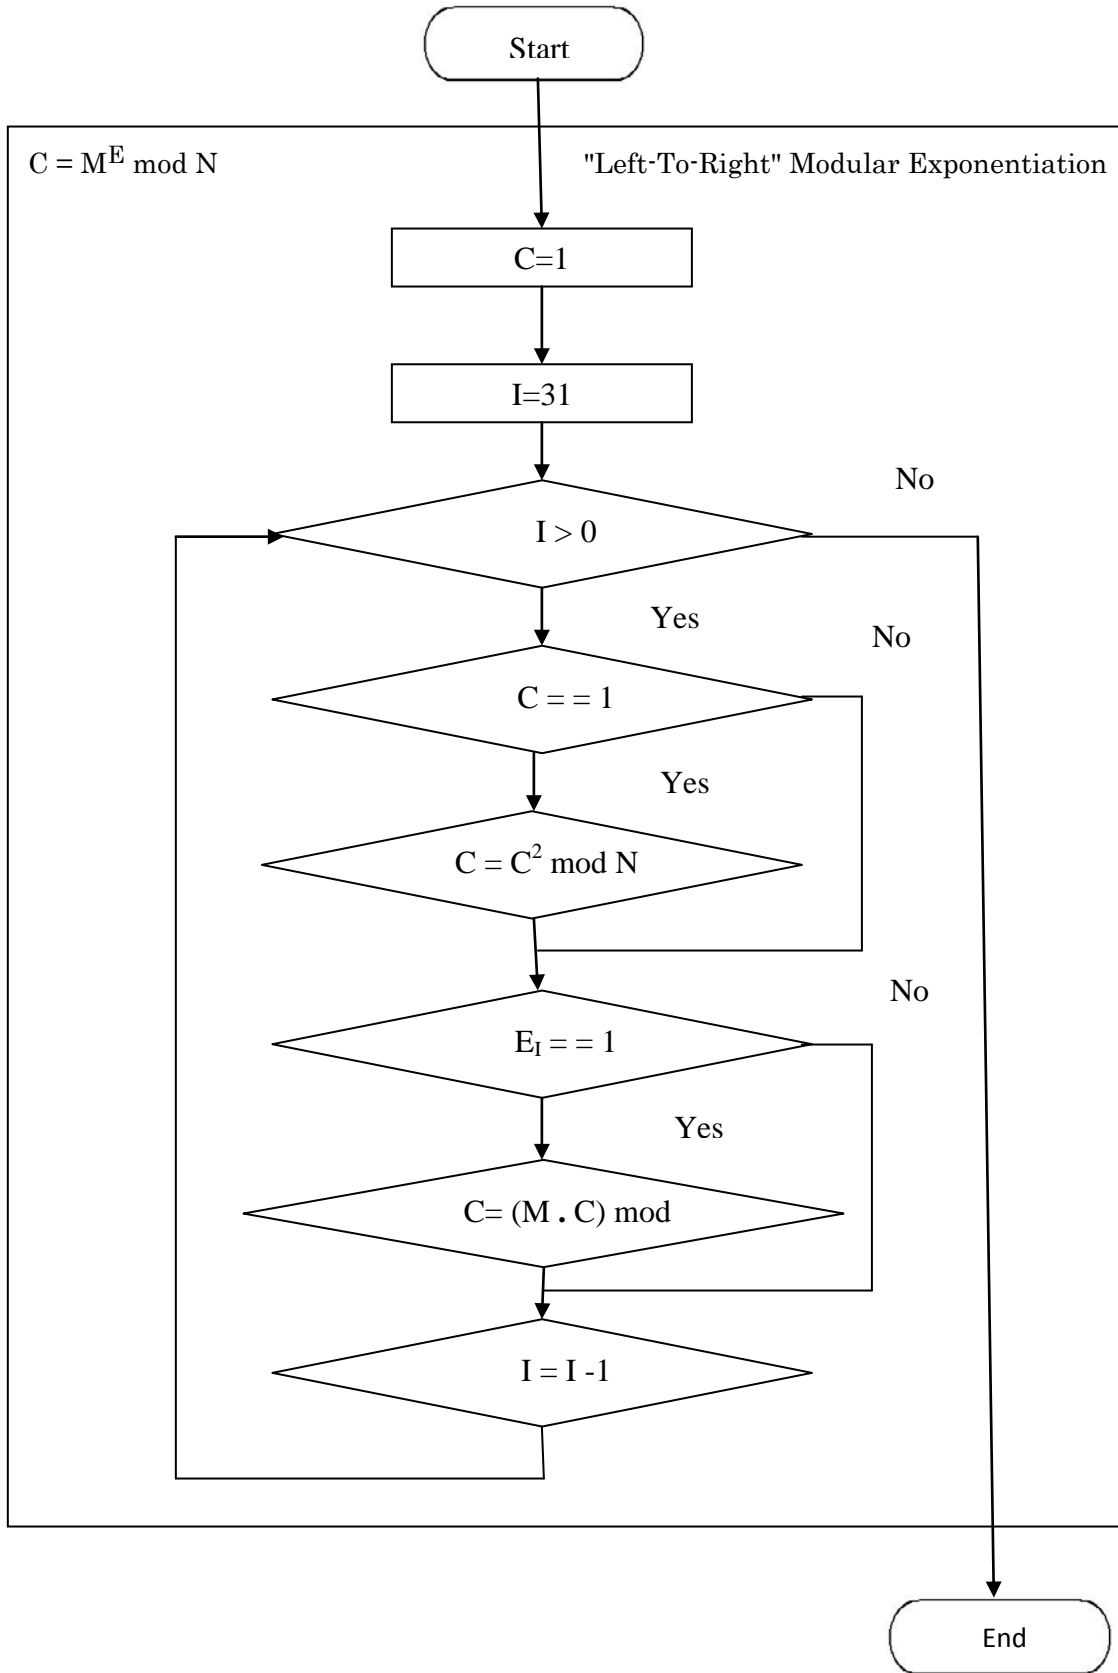 Start
C = M^E mod N
"Left-To-Right" Modular Exponentiation
C=1
I=31
No
I > 0
Yes
No
C = = 1
Yes
C = C² mod N
No
E_I = = 1
Yes
C= (M . C) mod
I = I -1
End